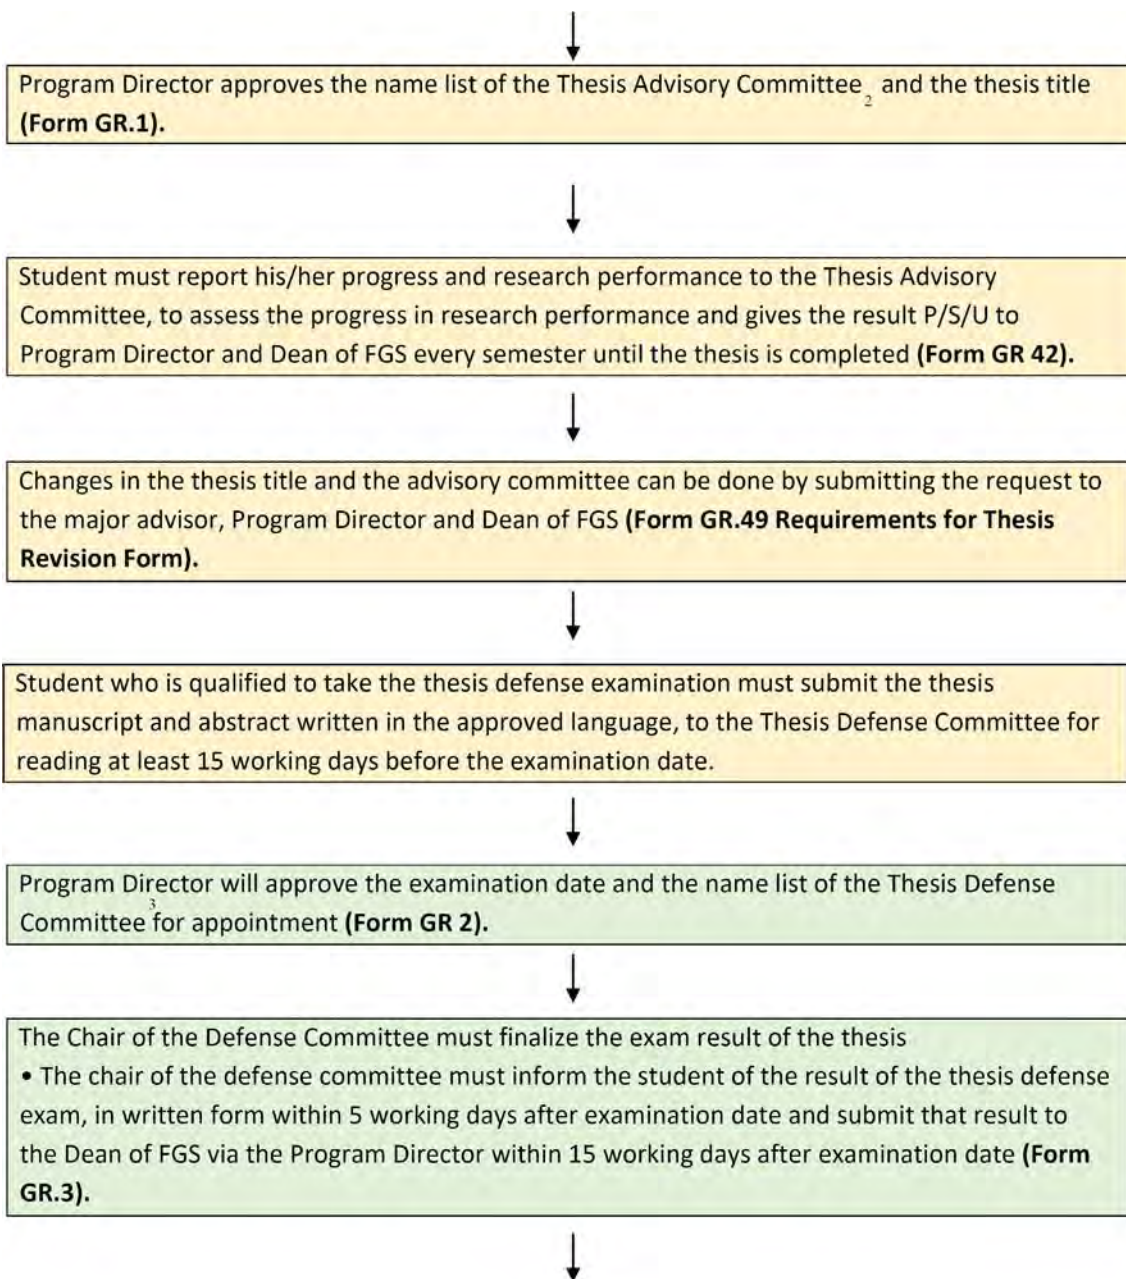 Program Director approves the name list of the Thesis Advisory Committee 2 and the thesis title
(Form GR.1).
Student must report his/her progress and research performance to the Thesis Advisory
Committee, to assess the progress in research performance and gives the result P/S/U to
Program Director and Dean of FGS every semester until the thesis is completed (Form GR 42).
Changes in the thesis title and the advisory committee can be done by submitting the request to
the major advisor, Program Director and Dean of FGS (Form GR.49 Requirements for Thesis
Revision Form).
Student who is qualified to take the thesis defense examination must submit the thesis
manuscript and abstract written in the approved language, to the Thesis Defense Committee for
reading at least 15 working days before the examination date.
Program Director will approve the examination date and the name list of the Thesis Defense
Committee 3 for appointment (Form GR 2).
The Chair of the Defense Committee must finalize the exam result of the thesis
• The chair of the defense committee must inform the student of the result of the thesis defense
exam, in written form within 5 working days after examination date and submit that result to
the Dean of FGS via the Program Director within 15 working days after examination date (Form
GR.3).